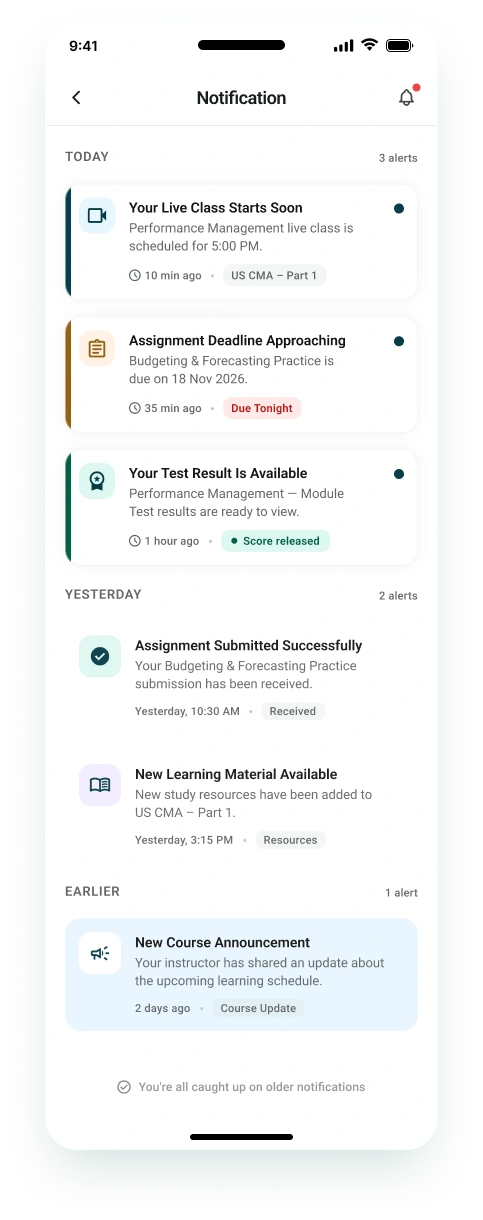 9:41
Notification
TODAY
3 alerts
Your Live Class Starts Soon
Performance Management live class is
scheduled for 5:00 PM.
10 min ago • US CMA – Part 1
Assignment Deadline Approaching
Budgeting & Forecasting Practice is
due on 18 Nov 2026.
35 min ago • Due Tonight
Your Test Result Is Available
Performance Management — Module
Test results are ready to view.
1 hour ago • Score released
YESTERDAY
2 alerts
Assignment Submitted Successfully
Your Budgeting & Forecasting Practice
submission has been received.
Yesterday, 10:30 AM • Received
New Learning Material Available
New study resources have been added to
US CMA – Part 1.
Yesterday, 3:15 PM • Resources
EARLIER
1 alert
New Course Announcement
Your instructor has shared an update about
the upcoming learning schedule.
2 days ago • Course Update
You're all caught up on older notifications